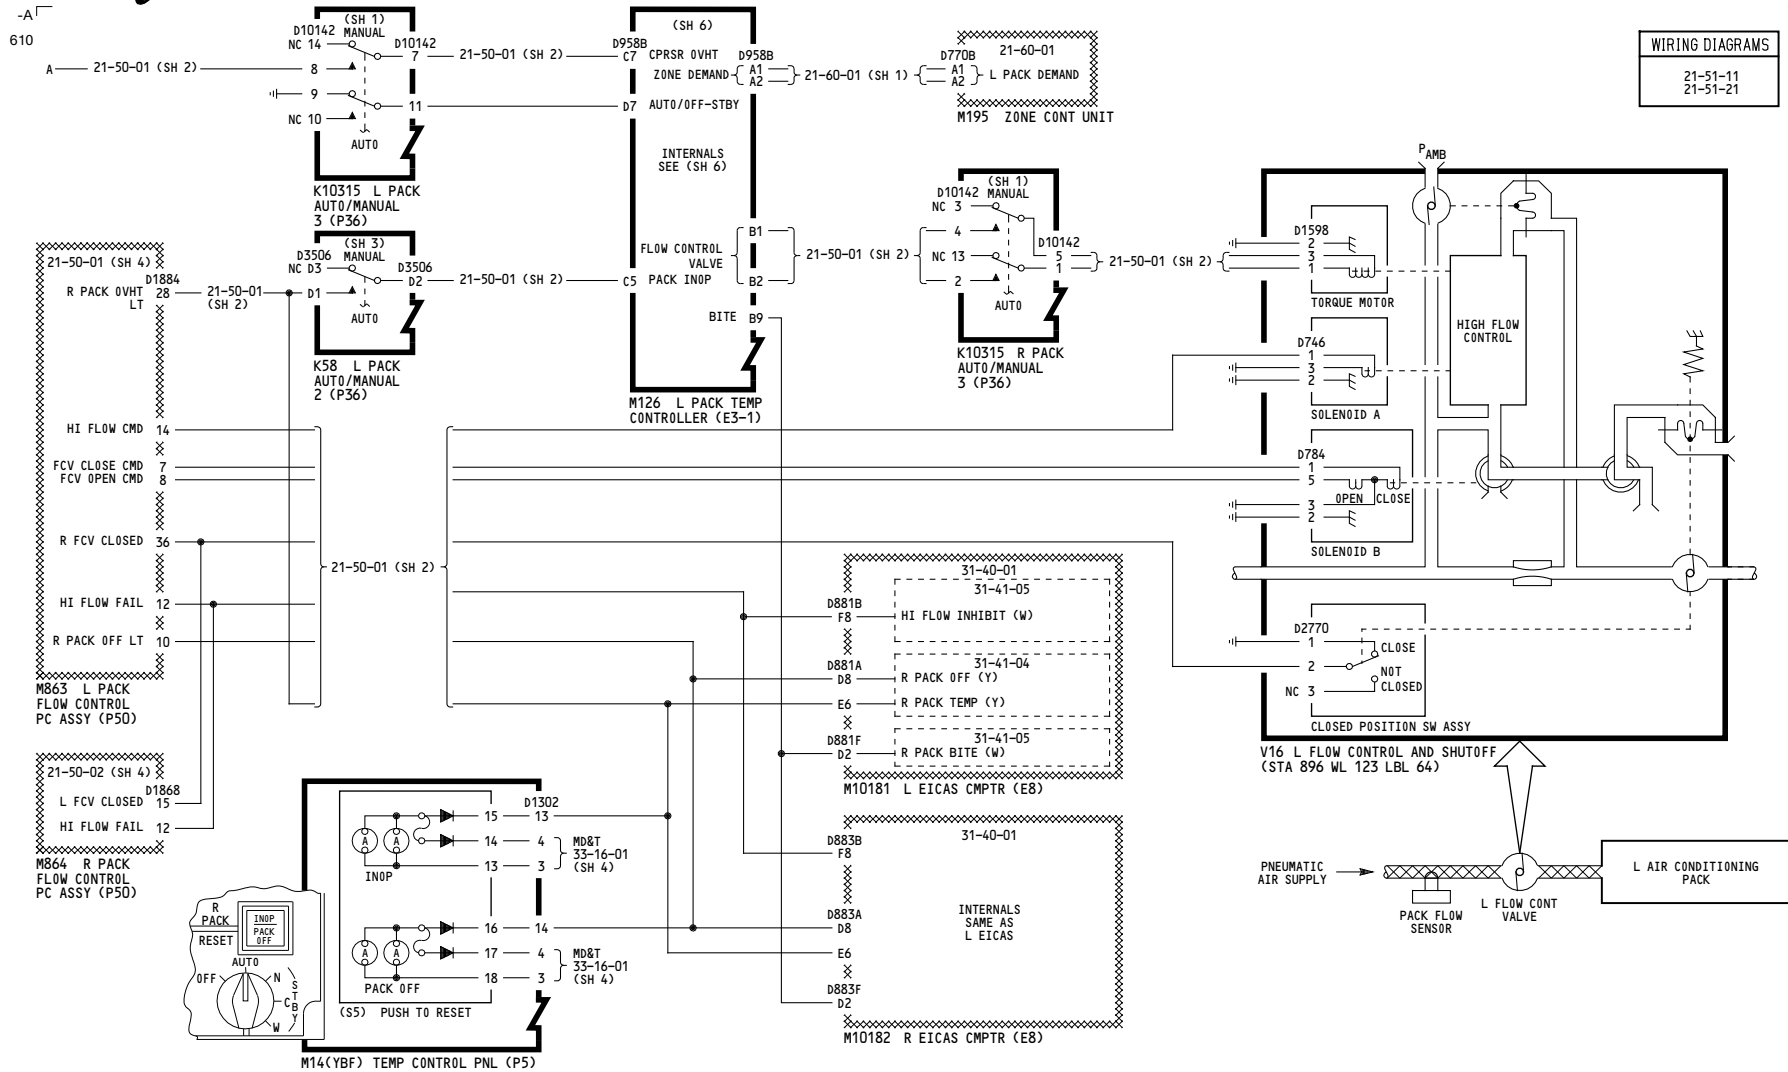 -A
610
A
21-50-01 (SH 2)
D10142
(SH 1)
MANUAL
NC 14
8
9
NC 10
D10142
7
11
AUTO
K10315 L PACK
AUTO/MANUAL
3 (P36)
21-50-01 (SH 2)
(SH 6)
D958B
C7 CPRSR OVHT
D7 AUTO/OFF-STBY
ZONE DEMAND
D958B
A1
A2
INTERNALS
SEE (SH 6)
FLOW CONTROL
VALVE
B1
B2
C5 PACK INOP
BITE B9
M126 L PACK TEMP
CONTROLLER (E3-1)
21-60-01 (SH 1)
D770B
A1
A2
21-60-01
L PACK DEMAND
M195 ZONE CONT UNIT
WIRING DIAGRAMS
21-51-11
21-51-21
21-50-01 (SH 4)
D1884
R PACK OVHT
LT
28
HI FLOW CMD 14
FCV CLOSE CMD 7
FCV OPEN CMD 8
R FCV CLOSED 36
HI FLOW FAIL 12
R PACK OFF LT 10
M863 L PACK
FLOW CONTROL
PC ASSY (P50)
21-50-01
(SH 2)
D3506
(SH 3)
MANUAL
NC D3
D1
D3506
D2
AUTO
K58 L PACK
AUTO/MANUAL
2 (P36)
21-50-01 (SH 2)
21-50-01 (SH 2)
21-50-01 (SH 2)
D10142
(SH 1)
MANUAL
NC 3
4
NC 13
2
D10142
5
1
AUTO
K10315 R PACK
AUTO/MANUAL
3 (P36)
21-50-01 (SH 2)
PAMB
D1598
2
3
1
TORQUE MOTOR
D746
1
3
2
SOLENOID A
HIGH FLOW
CONTROL
D784
1
5
OPEN CLOSE
3
2
SOLENOID B
D2770
1
2
NC 3
CLOSE
NOT
CLOSED
CLOSED POSITION SW ASSY
V16 L FLOW CONTROL AND SHUTOFF
(STA 896 WL 123 LBL 64)
21-50-02 (SH 4)
D1868
L FCV CLOSED 15
HI FLOW FAIL 12
M864 R PACK
FLOW CONTROL
PC ASSY (P50)
31-40-01
31-41-05
D881B
F8
HI FLOW INHIBIT (W)
31-41-04
D881A
D8
R PACK OFF (Y)
E6
R PACK TEMP (Y)
31-41-05
D881F
D2
R PACK BITE (W)
M10181 L EICAS CMPTR (E8)
31-40-01
D883B
F8
D883A
D8
E6
D883F
D2
INTERNALS
SAME AS
L EICAS
M10182 R EICAS CMPTR (E8)
D1302
15 13
14 4
13 3
A A
INOP
MD&T
33-16-01
(SH 4)
16 14
17 4
18 3
A A
PACK OFF
MD&T
33-16-01
(SH 4)
(S5) PUSH TO RESET
M14(YBF) TEMP CONTROL PNL (P5)
R
PACK
RESET
INOP
PACK
OFF
AUTO
OFF
N
C
W
STBY
PNEUMATIC
AIR SUPPLY
PACK FLOW
SENSOR
L FLOW CONT
VALVE
L AIR CONDITIONING
PACK